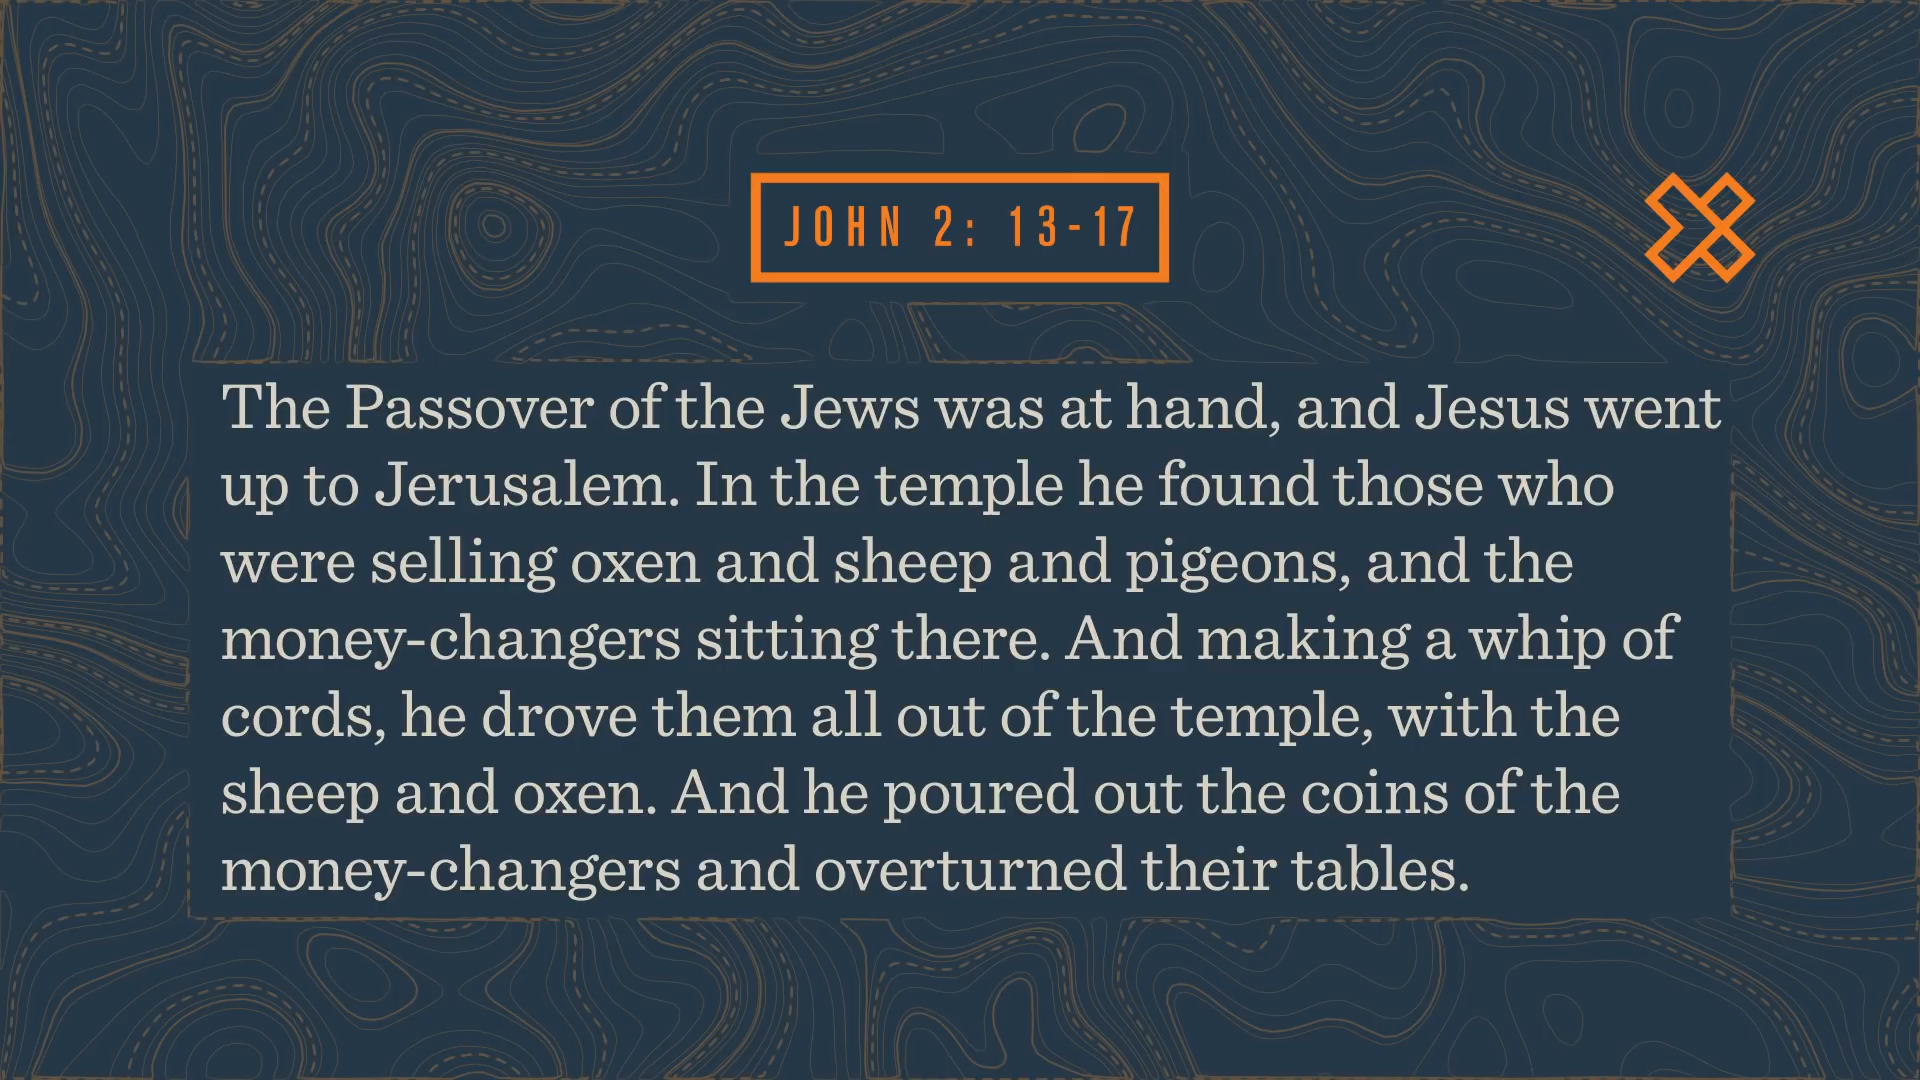 JOHN 2: 13-17
The Passover of the Jews was at hand, and Jesus went
up to Jerusalem. In the temple he found those who
were selling oxen and sheep and pigeons, and the
money-changers sitting there. And making a whip of
cords, he drove them all out of the temple, with the
sheep and oxen. And he poured out the coins of the
money-changers and overturned their tables.